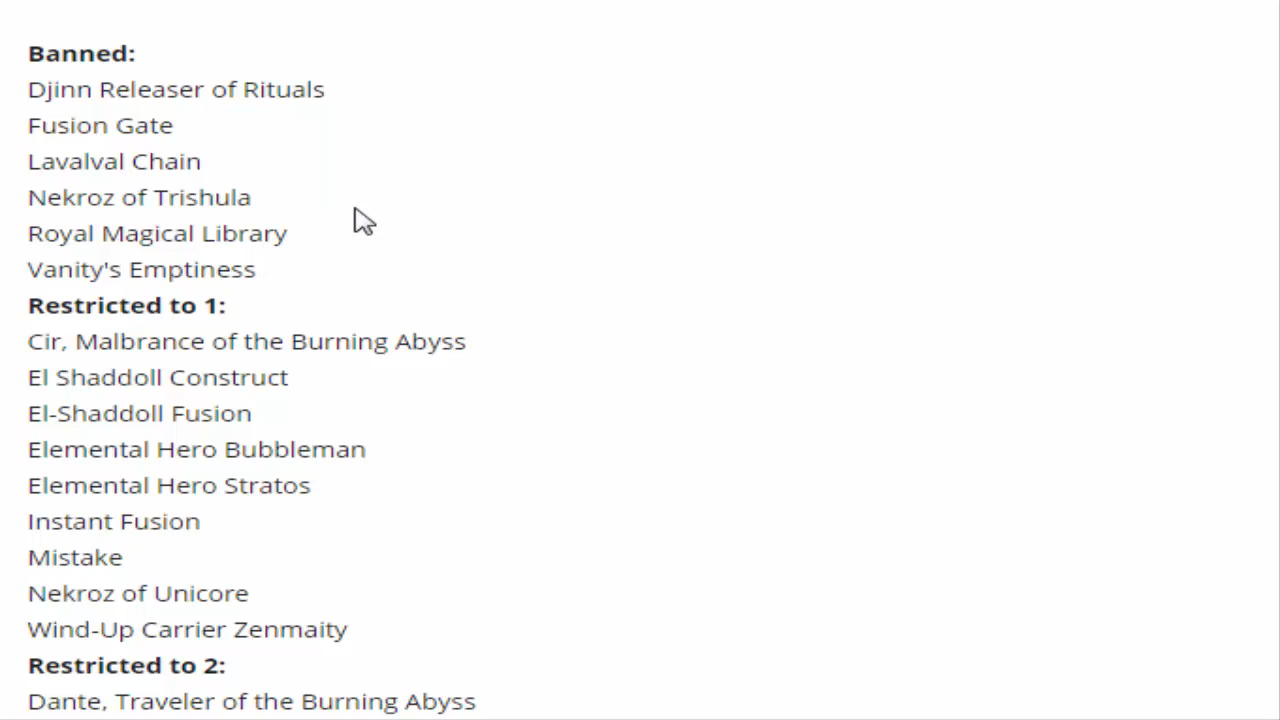 Banned:
Djinn Releaser of Rituals
Fusion Gate
Lavalval Chain
Nekroz of Trishula
Royal Magical Library
Vanity's Emptiness
Restricted to 1:
Cir, Malbrance of the Burning Abyss
El Shaddoll Construct
El-Shaddoll Fusion
Elemental Hero Bubbleman
Elemental Hero Stratos
Instant Fusion
Mistake
Nekroz of Unicore
Wind-Up Carrier Zenmaity
Restricted to 2:
Dante, Traveler of the Burning Abyss